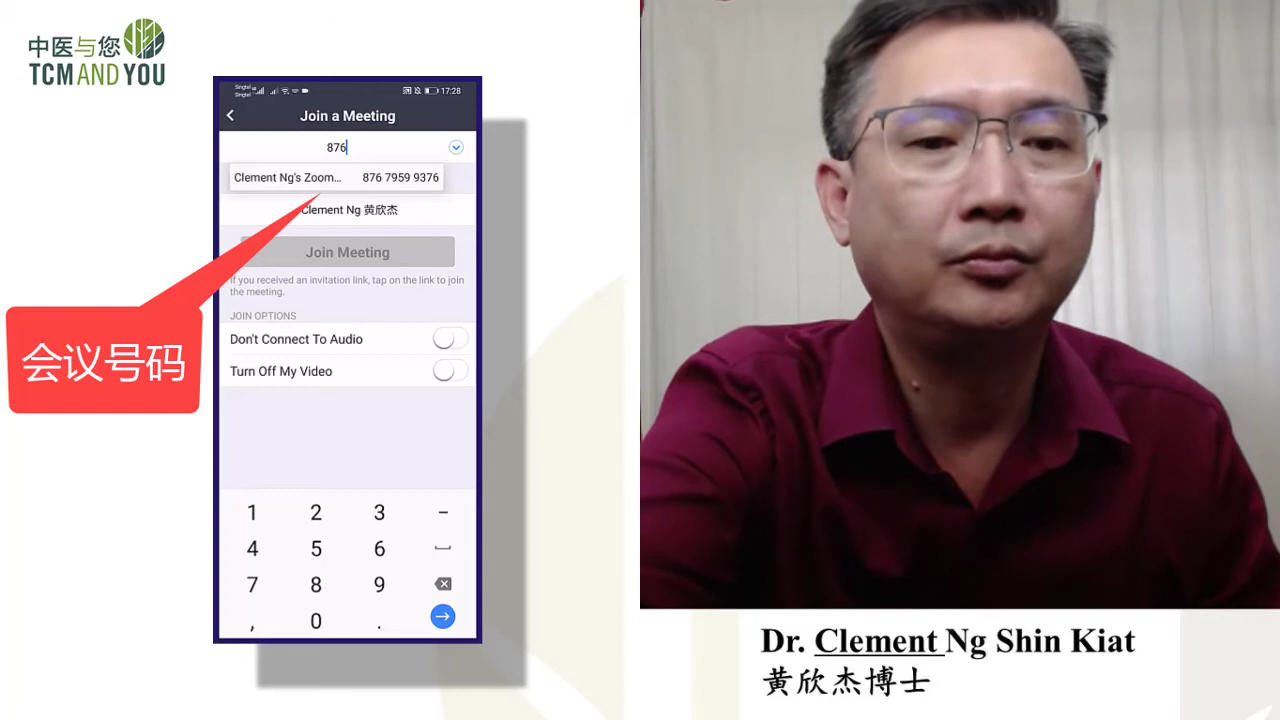 中医与您
TCM AND YOU
Singtel
Singtel
17:28
Join a Meeting
876
Clement Ng's Zoom... 876 7959 9376
Clement Ng 黄欣杰
Join Meeting
If you received an invitation link, tap on the link to join
the meeting.
JOIN OPTIONS
Don't Connect To Audio
Turn Off My Video
会议号码
1 2 3 –
4 5 6
7 8 9
, 0 .
Dr. Clement Ng Shin Kiat
黄欣杰博士